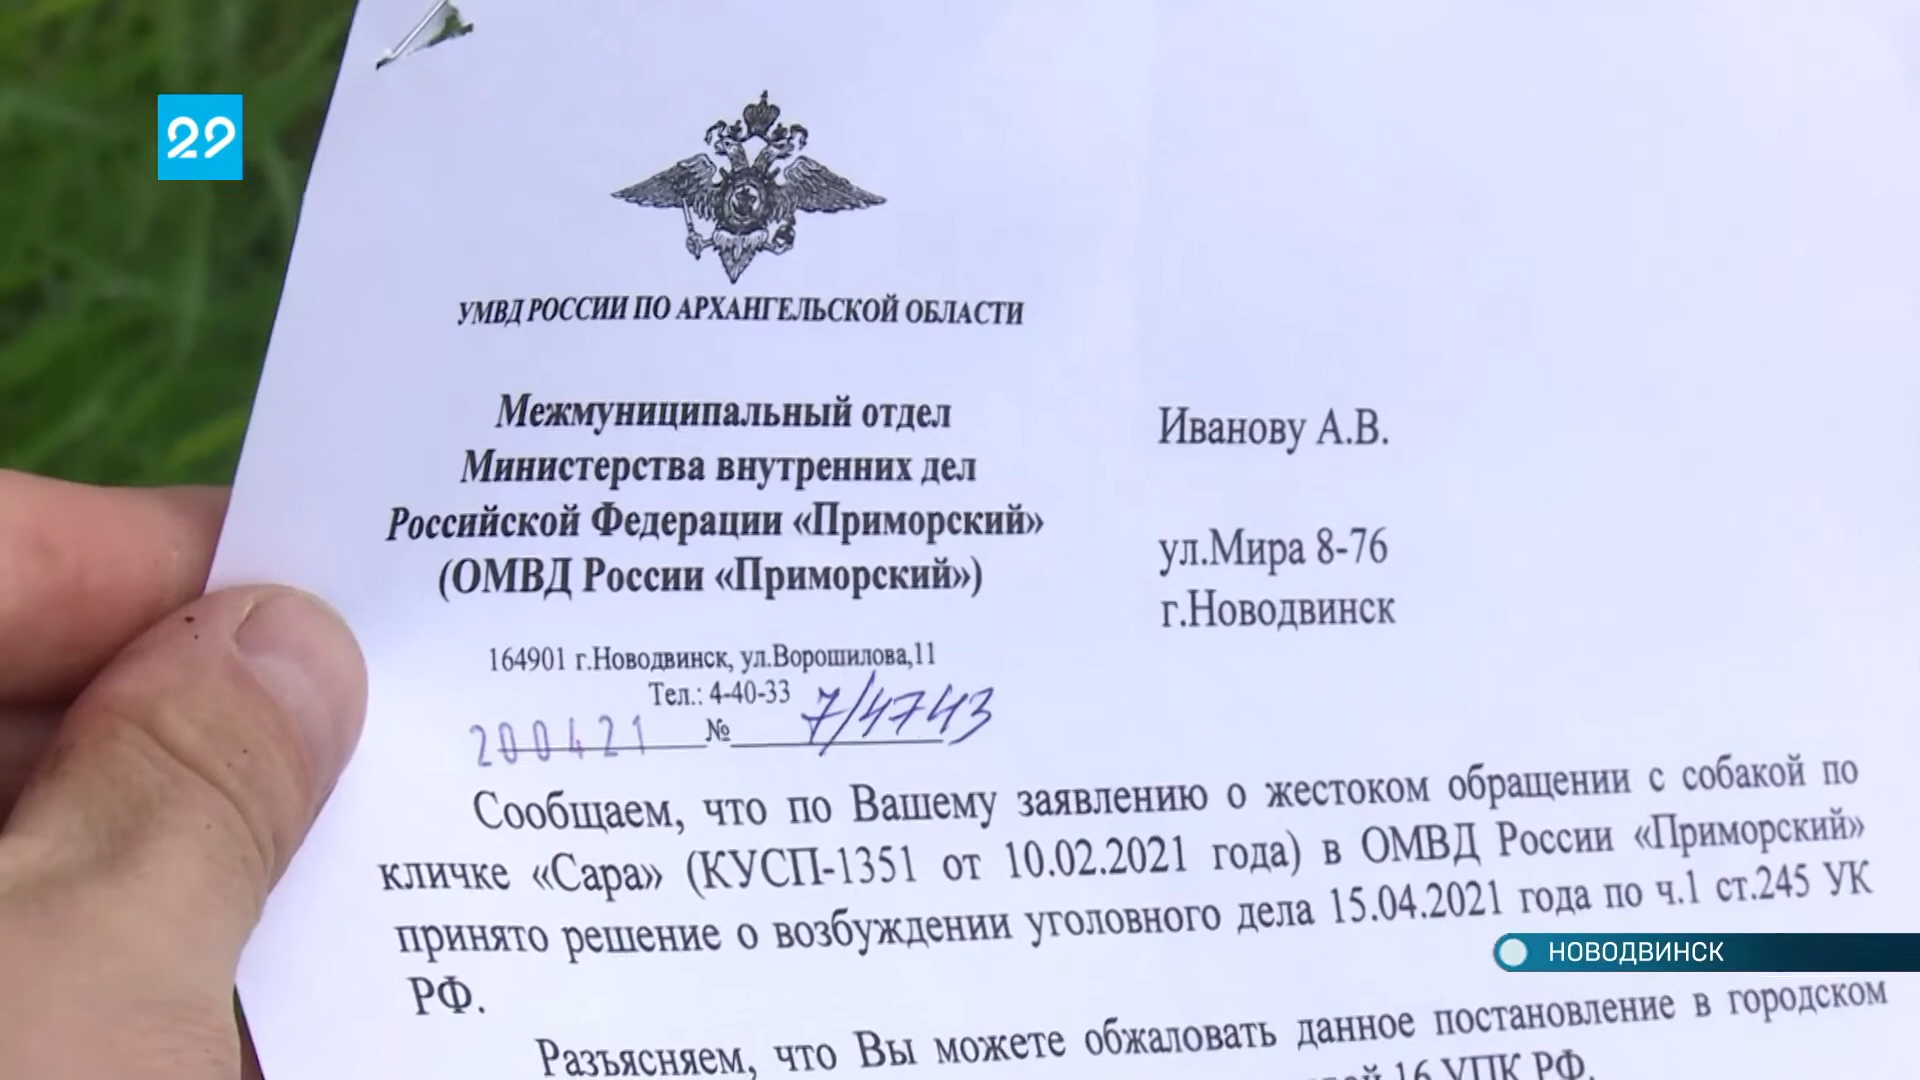 29
УМВД РОССИИ ПО АРХАНГЕЛЬСКОЙ ОБЛАСТИ
Межмуниципальный отдел
Министерства внутренних дел
Российской Федерации «Приморский»
(ОМВД России «Приморский»)
164901 г.Новодвинск, ул.Ворошилова,11
Тел.: 4-40-33
200421 № 7/4743
Иванову А.В.
ул.Мира 8-76
г.Новодвинск
Сообщаем, что по Вашему заявлению о жестоком обращении с собакой по
кличке «Сара» (КУСП-1351 от 10.02.2021 года) в ОМВД России «Приморский»
принято решение о возбуждении уголовного дела 15.04.2021 года по ч.1 ст.245 УК
РФ.
НОВОДВИНСК
Разъясняем, что Вы можете обжаловать данное постановление в городском
16 УПК РФ.